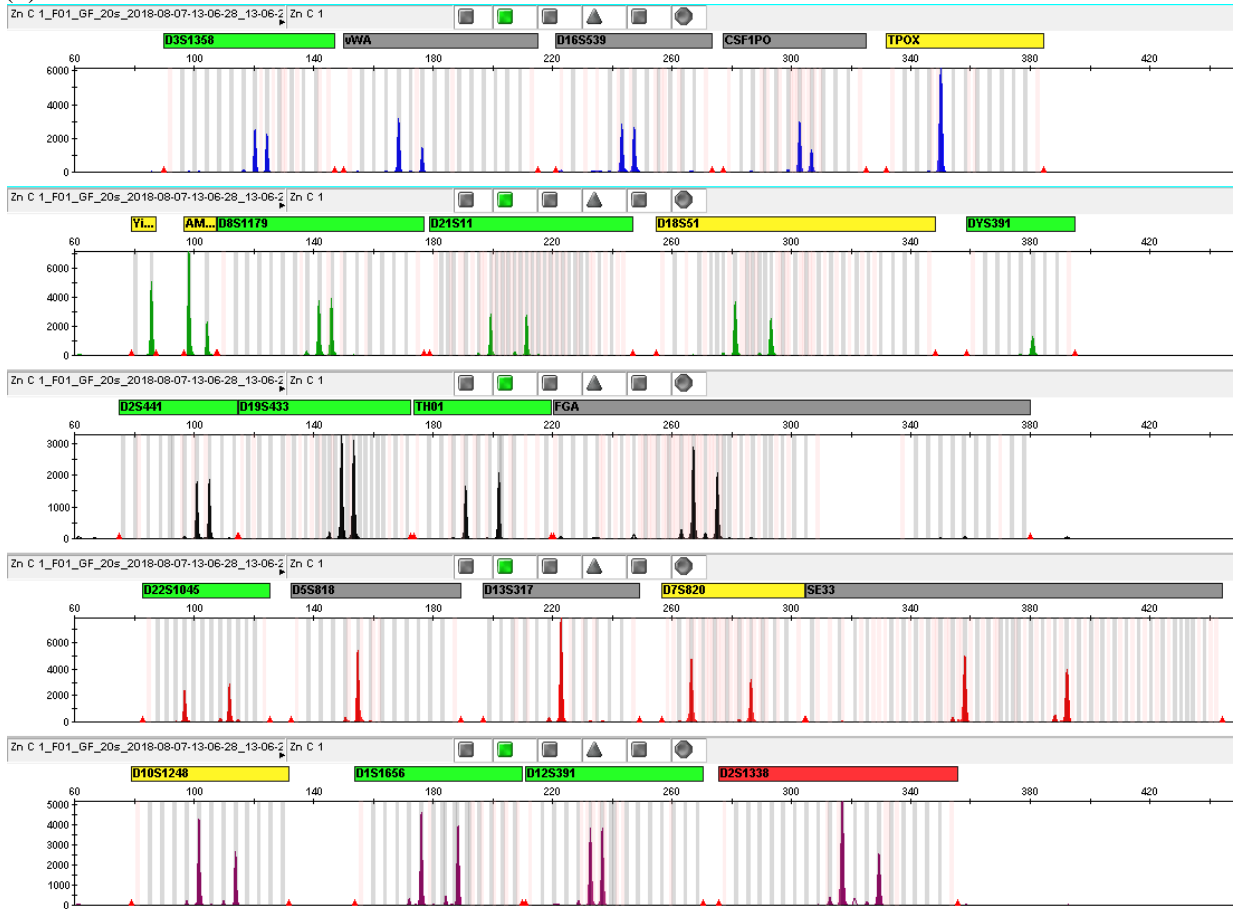 Zn C 1_F01_GF_20s_2018-08-07-13-06-28_13-06-2 Zn C 1
D3S1358 vWA D16S539 CSF1PO TPOX
60 100 140 180 220 260 300 340 380 420
6000
4000
2000
0
Zn C 1_F01_GF_20s_2018-08-07-13-06-28_13-06-2 Zn C 1
Yi... AM... D8S1179 D21S11 D18S51 DYS391
60 100 140 180 220 260 300 340 380 420
6000
4000
2000
0
Zn C 1_F01_GF_20s_2018-08-07-13-06-28_13-06-2 Zn C 1
D2S441 D19S433 TH01 FGA
60 100 140 180 220 260 300 340 380 420
3000
2000
1000
0
Zn C 1_F01_GF_20s_2018-08-07-13-06-28_13-06-2 Zn C 1
D22S1045 D5S818 D13S317 D7S820 SE33
60 100 140 180 220 260 300 340 380 420
6000
4000
2000
0
Zn C 1_F01_GF_20s_2018-08-07-13-06-28_13-06-2 Zn C 1
D10S1248 D1S1656 D12S391 D2S1338
60 100 140 180 220 260 300 340 380 420
5000
4000
3000
2000
1000
0